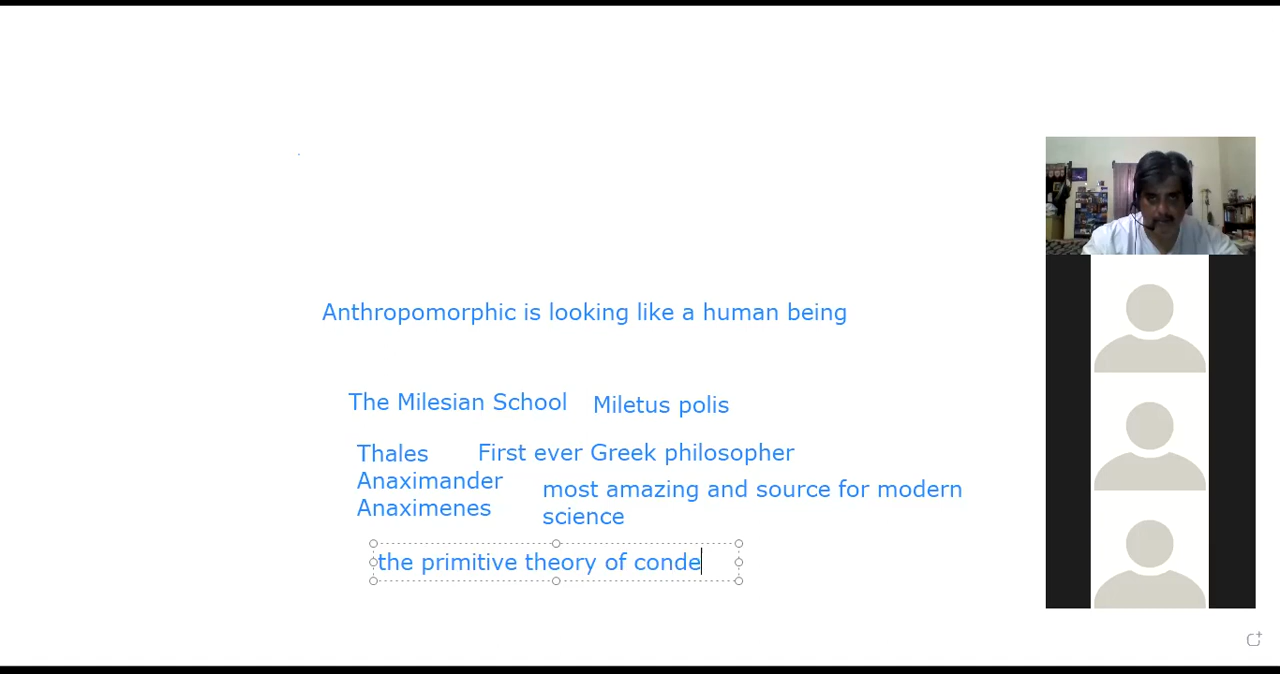 Anthropomorphic is looking like a human being
The Milesian School Miletus polis
Thales First ever Greek philosopher
Anaximander
Anaximenes
most amazing and source for modern
science
the primitive theory of conde